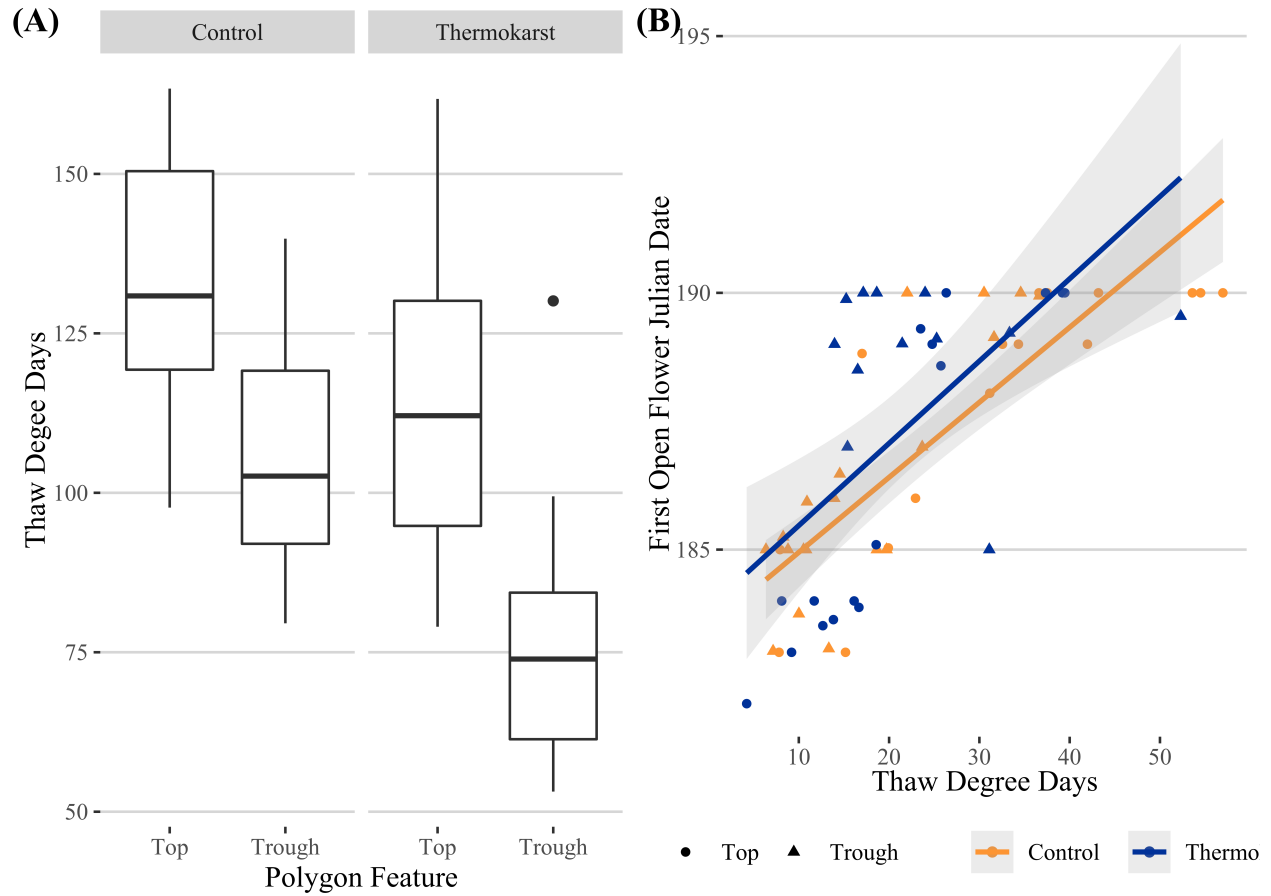 (A)
Control
Thermokarst
Thaw Degee Days
150
125
100
75
50
Top
Trough
Top
Trough
Polygon Feature
(B)
195
190
185
First Open Flower Julian Date
10
20
30
40
50
Thaw Degree Days
Top
Trough
Control
Thermo